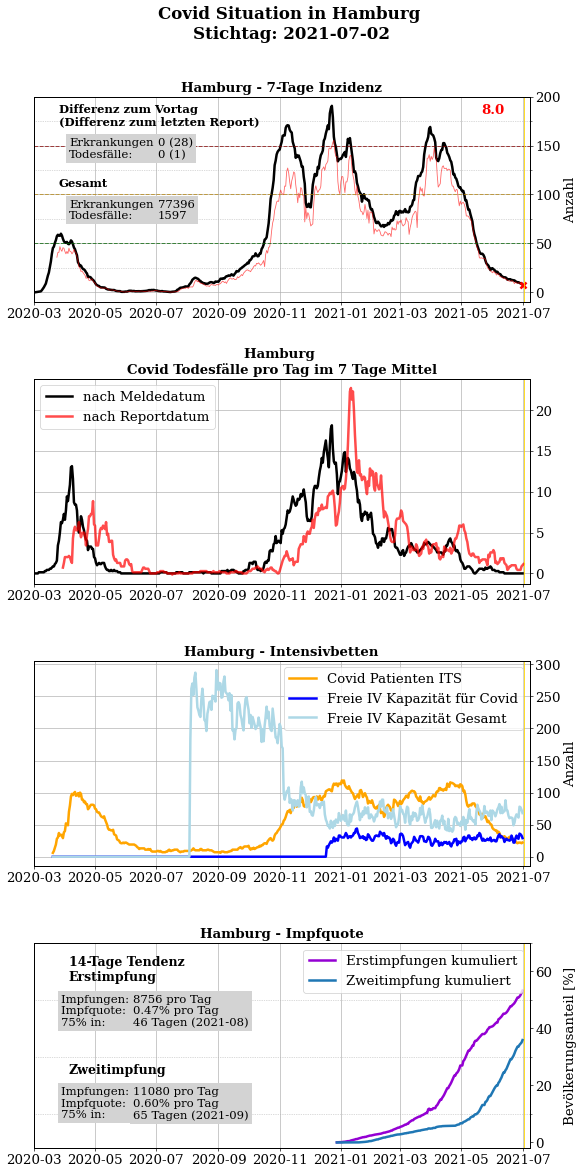 Covid Situation in Hamburg
Stichtag: 2021-07-02
Hamburg - 7-Tage Inzidenz
Differenz zum Vortag
(Differenz zum letzten Report)
Erkrankungen 0 (28)
Todesfälle: 0 (1)
Gesamt
Erkrankungen 77396
Todesfälle: 1597
8.0
200
150
100
50
0
Anzahl
2020-03 2020-05 2020-07 2020-09 2020-11 2021-01 2021-03 2021-05 2021-07
Hamburg
Covid Todesfälle pro Tag im 7 Tage Mittel
nach Meldedatum
nach Reportdatum
20
15
10
5
0
2020-03 2020-05 2020-07 2020-09 2020-11 2021-01 2021-03 2021-05 2021-07
Hamburg - Intensivbetten
Covid Patienten ITS
Freie IV Kapazität für Covid
Freie IV Kapazität Gesamt
300
250
200
150
100
50
0
Anzahl
2020-03 2020-05 2020-07 2020-09 2020-11 2021-01 2021-03 2021-05 2021-07
Hamburg - Impfquote
14-Tage Tendenz
Erstimpfung
Impfungen: 8756 pro Tag
Impfquote: 0.47% pro Tag
75% in: 46 Tagen (2021-08)
Zweitimpfung
Impfungen: 11080 pro Tag
Impfquote: 0.60% pro Tag
75% in: 65 Tagen (2021-09)
Erstimpfungen kumuliert
Zweitimpfung kumuliert
60
40
20
0
Bevölkerungsanteil [%]
2020-03 2020-05 2020-07 2020-09 2020-11 2021-01 2021-03 2021-05 2021-07